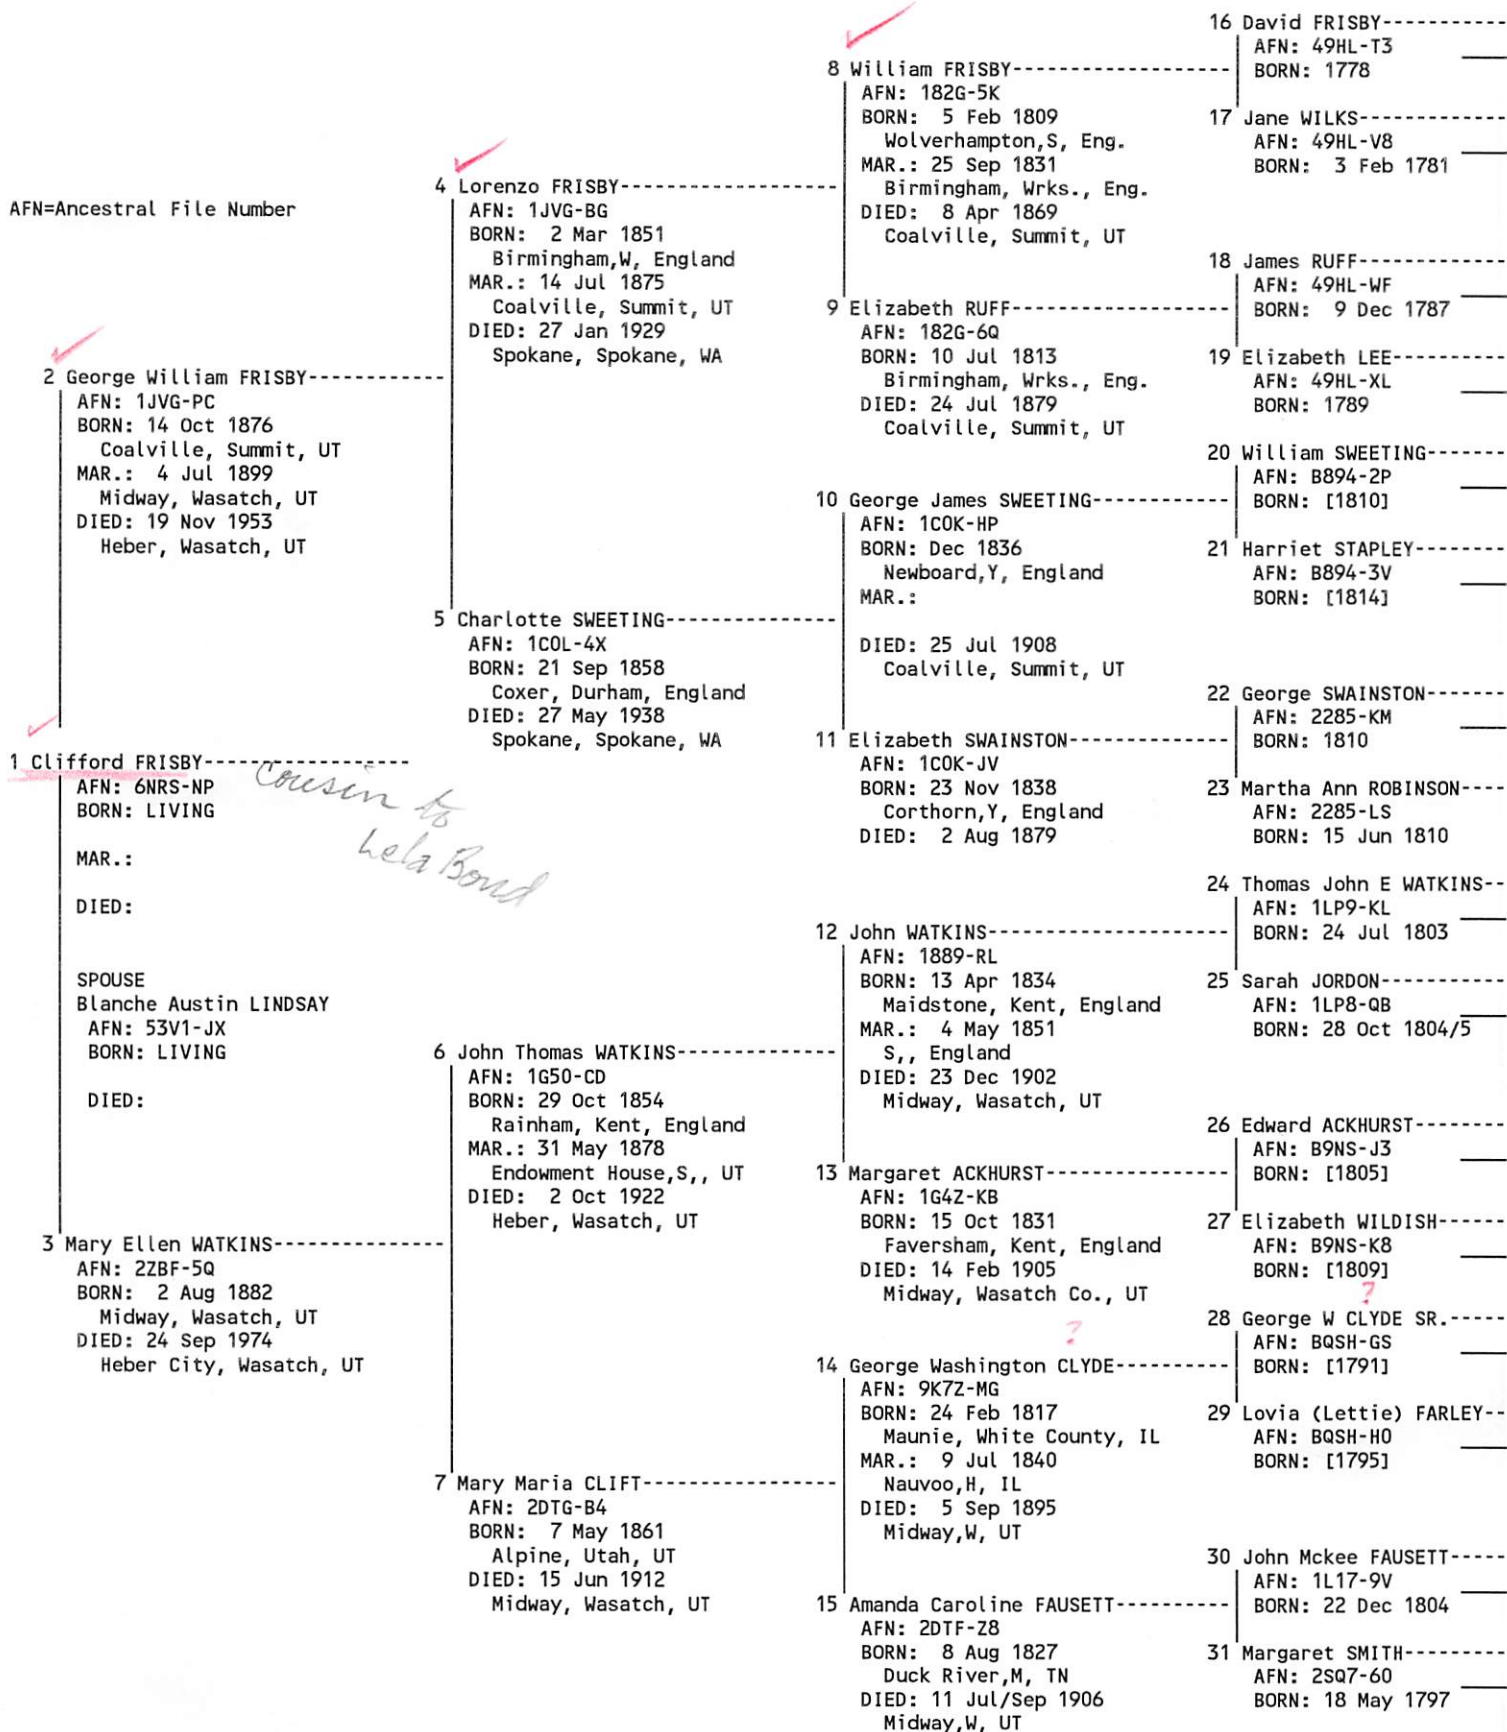 AFN=Ancestral File Number
1 Clifford FRISBY-----------------
AFN: 6NRS-NP
BORN: LIVING
MAR.:
DIED:
SPOUSE
Blanche Austin LINDSAY
AFN: 53V1-JX
BORN: LIVING
DIED:
Cousin to
Lela Bond
2 George William FRISBY-----------
AFN: 1JVG-PC
BORN: 14 Oct 1876
Coalville, Summit, UT
MAR.: 4 Jul 1899
Midway, Wasatch, UT
DIED: 19 Nov 1953
Heber, Wasatch, UT
3 Mary Ellen WATKINS--------------
AFN: 2ZBF-5Q
BORN: 2 Aug 1882
Midway, Wasatch, UT
DIED: 24 Sep 1974
Heber City, Wasatch, UT
4 Lorenzo FRISBY------------------
AFN: 1JVG-BG
BORN: 2 Mar 1851
Birmingham,W, England
MAR.: 14 Jul 1875
Coalville, Summit, UT
DIED: 27 Jan 1929
Spokane, Spokane, WA
5 Charlotte SWEETING--------------
AFN: 1C0L-4X
BORN: 21 Sep 1858
Coxer, Durham, England
DIED: 27 May 1938
Spokane, Spokane, WA
6 John Thomas WATKINS-------------
AFN: 1G50-CD
BORN: 29 Oct 1854
Rainham, Kent, England
MAR.: 31 May 1878
Endowment House,S,, UT
DIED: 2 Oct 1922
Heber, Wasatch, UT
7 Mary Maria CLIFT----------------
AFN: 2DTG-B4
BORN: 7 May 1861
Alpine, Utah, UT
DIED: 15 Jun 1912
Midway, Wasatch, UT
8 William FRISBY------------------
AFN: 182G-5K
BORN: 5 Feb 1809
Wolverhampton,S, Eng.
MAR.: 25 Sep 1831
Birmingham, Wrks., Eng.
DIED: 8 Apr 1869
Coalville, Summit, UT
9 Elizabeth RUFF------------------
AFN: 182G-6Q
BORN: 10 Jul 1813
Birmingham, Wrks., Eng.
DIED: 24 Jul 1879
Coalville, Summit, UT
10 George James SWEETING-----------
AFN: 1C0K-HP
BORN: Dec 1836
Newboard,Y, England
MAR.:
DIED: 25 Jul 1908
Coalville, Summit, UT
11 Elizabeth SWAINSTON-------------
AFN: 1C0K-JV
BORN: 23 Nov 1838
Corthorn,Y, England
DIED: 2 Aug 1879
12 John WATKINS--------------------
AFN: 1889-RL
BORN: 13 Apr 1834
Maidstone, Kent, England
MAR.: 4 May 1851
S,, England
DIED: 23 Dec 1902
Midway, Wasatch, UT
13 Margaret ACKHURST---------------
AFN: 1G4Z-KB
BORN: 15 Oct 1831
Faversham, Kent, England
DIED: 14 Feb 1905
Midway, Wasatch Co., UT
?
14 George Washington CLYDE----------
AFN: 9K7Z-MG
BORN: 24 Feb 1817
Maunie, White County, IL
MAR.: 9 Jul 1840
Nauvoo,H, IL
DIED: 5 Sep 1895
Midway,W, UT
15 Amanda Caroline FAUSETT----------
AFN: 2DTF-Z8
BORN: 8 Aug 1827
Duck River,M, TN
DIED: 11 Jul/Sep 1906
Midway,W, UT
16 David FRISBY-----------
AFN: 49HL-T3
BORN: 1778
17 Jane WILKS-------------
AFN: 49HL-V8
BORN: 3 Feb 1781
18 James RUFF-------------
AFN: 49HL-WF
BORN: 9 Dec 1787
19 Elizabeth LEE----------
AFN: 49HL-XL
BORN: 1789
20 William SWEETING-------
AFN: B894-2P
BORN: [1810]
21 Harriet STAPLEY--------
AFN: B894-3V
BORN: [1814]
22 George SWAINSTON-------
AFN: 2285-KM
BORN: 1810
23 Martha Ann ROBINSON----
AFN: 2285-LS
BORN: 15 Jun 1810
24 Thomas John E WATKINS--
AFN: 1LP9-KL
BORN: 24 Jul 1803
25 Sarah JORDON-----------
AFN: 1LP8-QB
BORN: 28 Oct 1804/5
26 Edward ACKHURST--------
AFN: B9NS-J3
BORN: [1805]
27 Elizabeth WILDISH------
AFN: B9NS-K8
BORN: [1809]
?
28 George W CLYDE SR.-----
AFN: BQSH-GS
BORN: [1791]
29 Lovia (Lettie) FARLEY--
AFN: BQSH-H0
BORN: [1795]
30 John Mckee FAUSETT-----
AFN: 1L17-9V
BORN: 22 Dec 1804
31 Margaret SMITH---------
AFN: 2SQ7-60
BORN: 18 May 1797